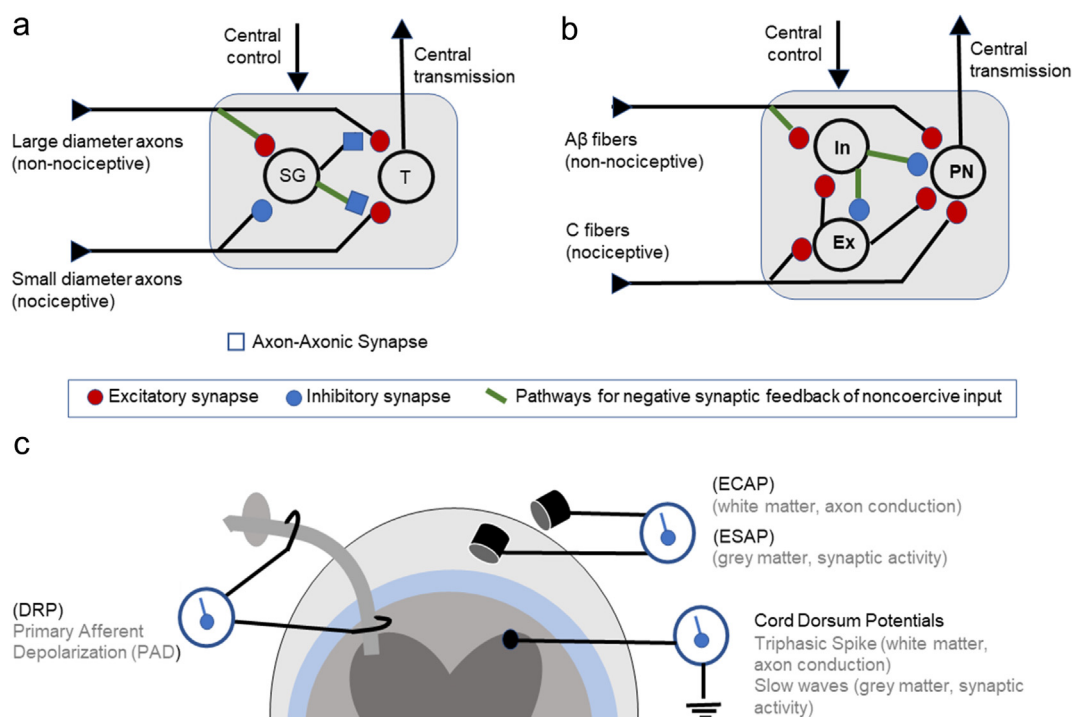 a
Central
control
Central
transmission
Large diameter axons
(non-nociceptive)
SG
T
Small diameter axons
(nociceptive)
Axon-Axonic Synapse
b
Central
control
Central
transmission
Aβ fibers
(non-nociceptive)
In
PN
C fibers
(nociceptive)
Ex
Excitatory synapse
Inhibitory synapse
Pathways for negative synaptic feedback of noncoercive input
c
(ECAP)
(white matter, axon conduction)
(ESAP)
(grey matter, synaptic activity)
(DRP)
Primary Afferent
Depolarization (PAD)
Cord Dorsum Potentials
Triphasic Spike (white matter,
axon conduction)
Slow waves (grey matter, synaptic
activity)